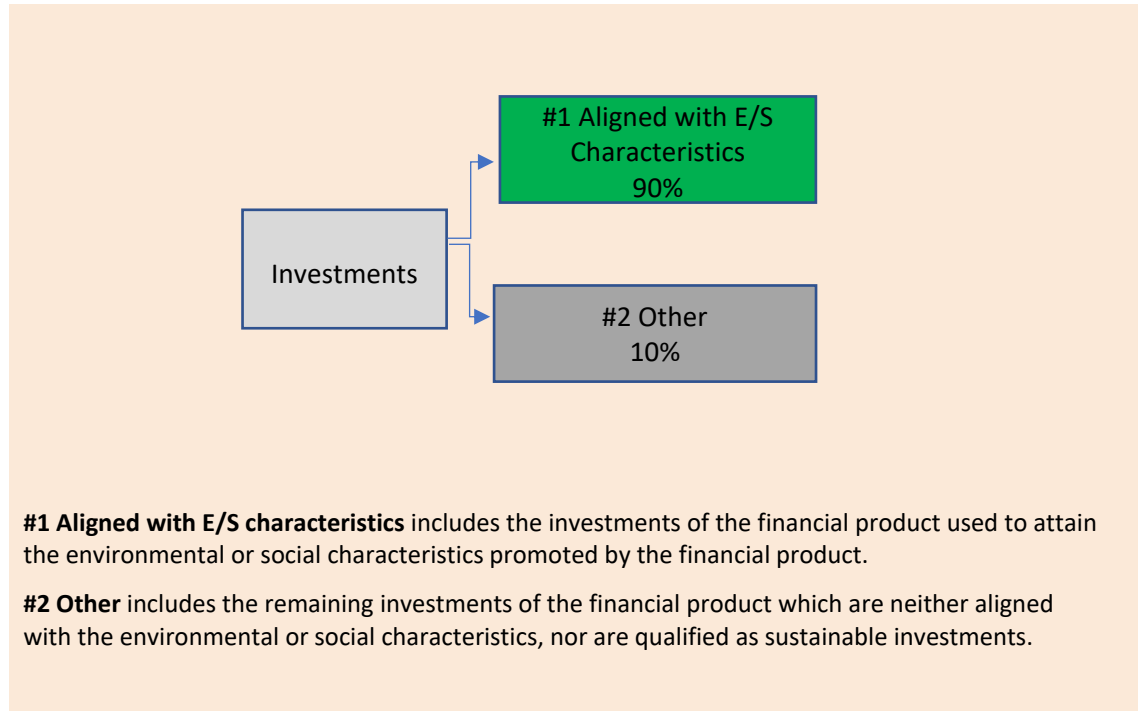 #1 Aligned with E/S
Characteristics
90%
Investments
#2 Other
10%
#1 Aligned with E/S characteristics includes the investments of the financial product used to attain
the environmental or social characteristics promoted by the financial product.
#2 Other includes the remaining investments of the financial product which are neither aligned
with the environmental or social characteristics, nor are qualified as sustainable investments.